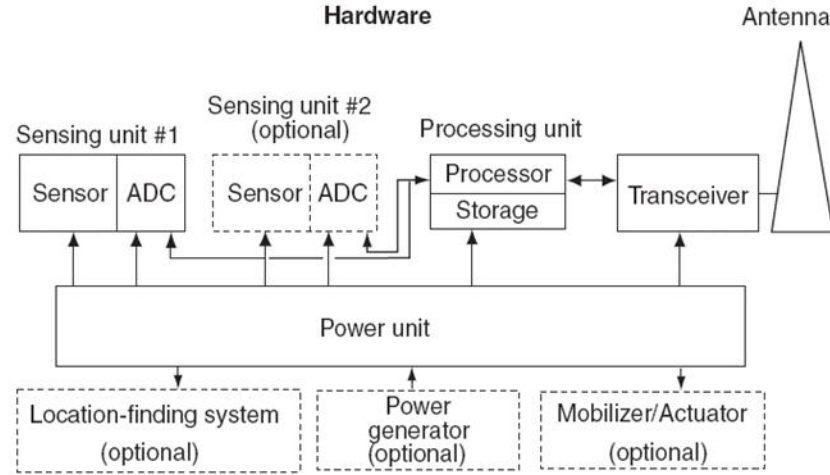 Hardware
Antenna
Sensing unit #1
Sensing unit #2
(optional)
Processing unit
Sensor
ADC
Sensor
ADC
Processor
Storage
Transceiver
Power unit
Location-finding system
(optional)
Power
generator
(optional)
Mobilizer/Actuator
(optional)